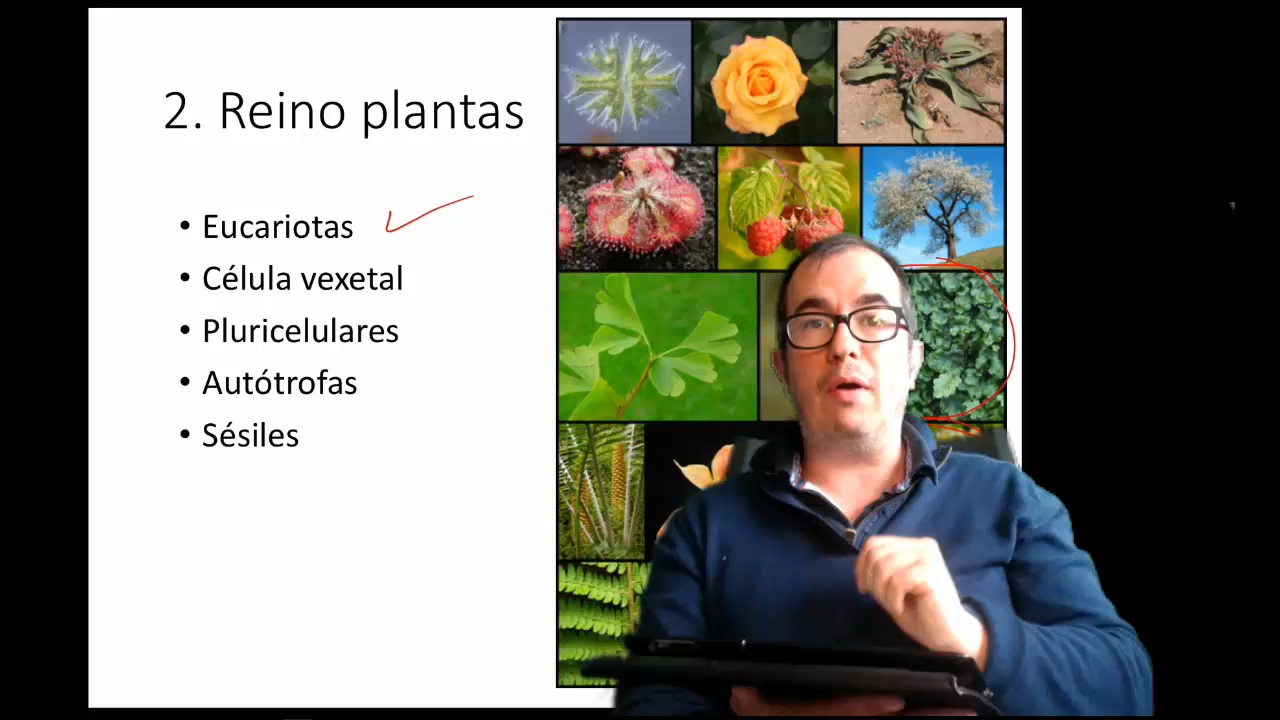 2. Reino plantas
• Eucariotas
• Célula vexetal
• Pluricelulares
• Autótrofas
• Sésiles